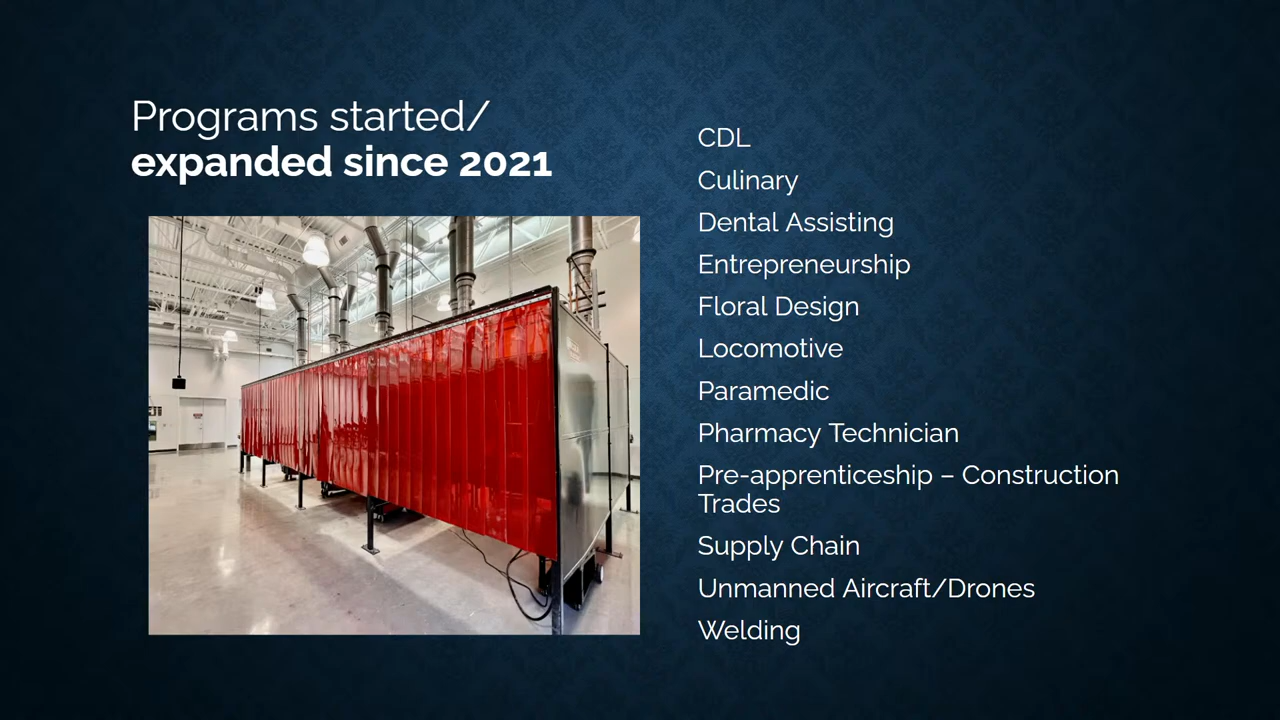 Programs started/
expanded since 2021
CDL
Culinary
Dental Assisting
Entrepreneurship
Floral Design
Locomotive
Paramedic
Pharmacy Technician
Pre-apprenticeship – Construction
Trades
Supply Chain
Unmanned Aircraft/Drones
Welding